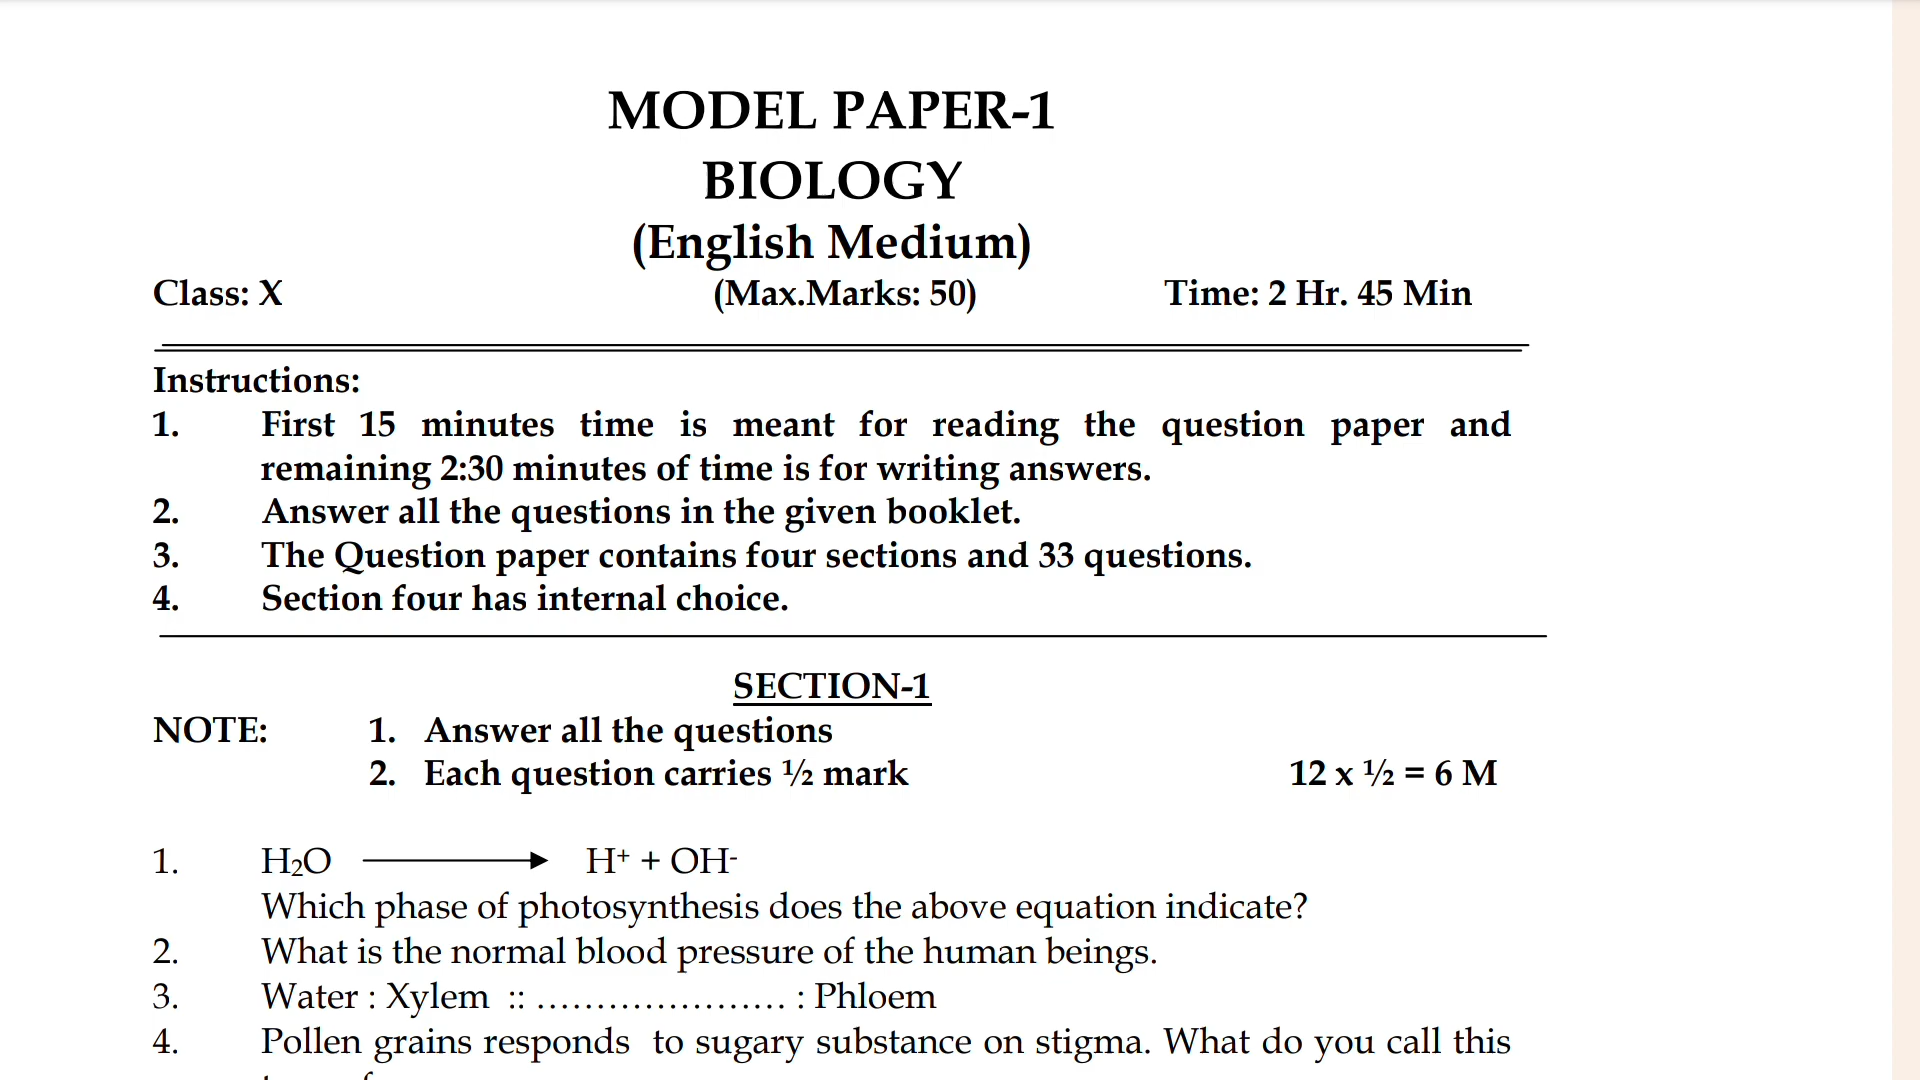 MODEL PAPER-1
BIOLOGY
(English Medium)
Class: X (Max.Marks: 50) Time: 2 Hr. 45 Min
Instructions:
1. First 15 minutes time is meant for reading the question paper and
remaining 2:30 minutes of time is for writing answers.
2. Answer all the questions in the given booklet.
3. The Question paper contains four sections and 33 questions.
4. Section four has internal choice.
SECTION-1
NOTE: 1. Answer all the questions
2. Each question carries ½ mark 12 x ½ = 6 M
1. H₂O ⟶ H⁺ + OH⁻
Which phase of photosynthesis does the above equation indicate?
2. What is the normal blood pressure of the human beings.
3. Water : Xylem :: ..................... : Phloem
4. Pollen grains responds to sugary substance on stigma. What do you call this